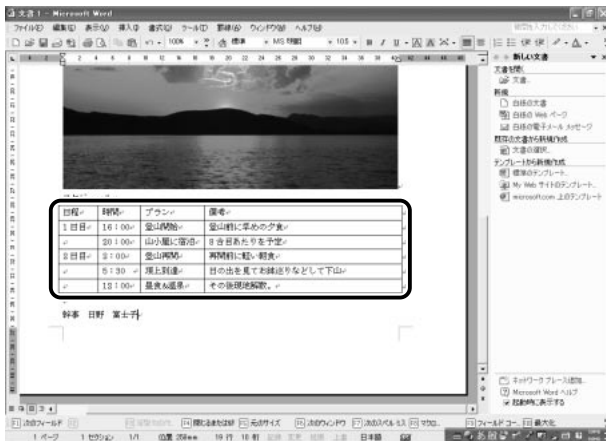 文書 1 - Microsoft Word
ファイル(F) 編集(E) 表示(V) 挿入(I) 書式(O) ツール(T) 罫線(A) ウィンドウ(W) ヘルプ(H)
100% 標準 MS 明朝 10.5 B I U A A
新しい文書
文書を開く
文書...
新規
白紙の文書
白紙の Web ページ
白紙の電子メール メッセージ
既存の文書から新規作成
文書の選択...
テンプレートから新規作成
標準のテンプレート...
My Web サイトのテンプレート...
microsoft.com 上のテンプレート
日程 時間 プラン 備考
1日目 16:00 登山開始 登山前に早めの夕食
20:00 山小屋に宿泊 8合目あたりを予定
2日目 2:00 登山再開 再開前に軽い軽食
5:30 頂上到達 日の出を見てお鉢巡りなどして下山
12:00 昼食&温泉 その後現地解散。
幹事 日野 富士子
ネットワーク プレース追加...
Microsoft Word ヘルプ
起動時に表示する
1 ページ 1 セクション 1/1 位置 19 行 10 桁 日本語